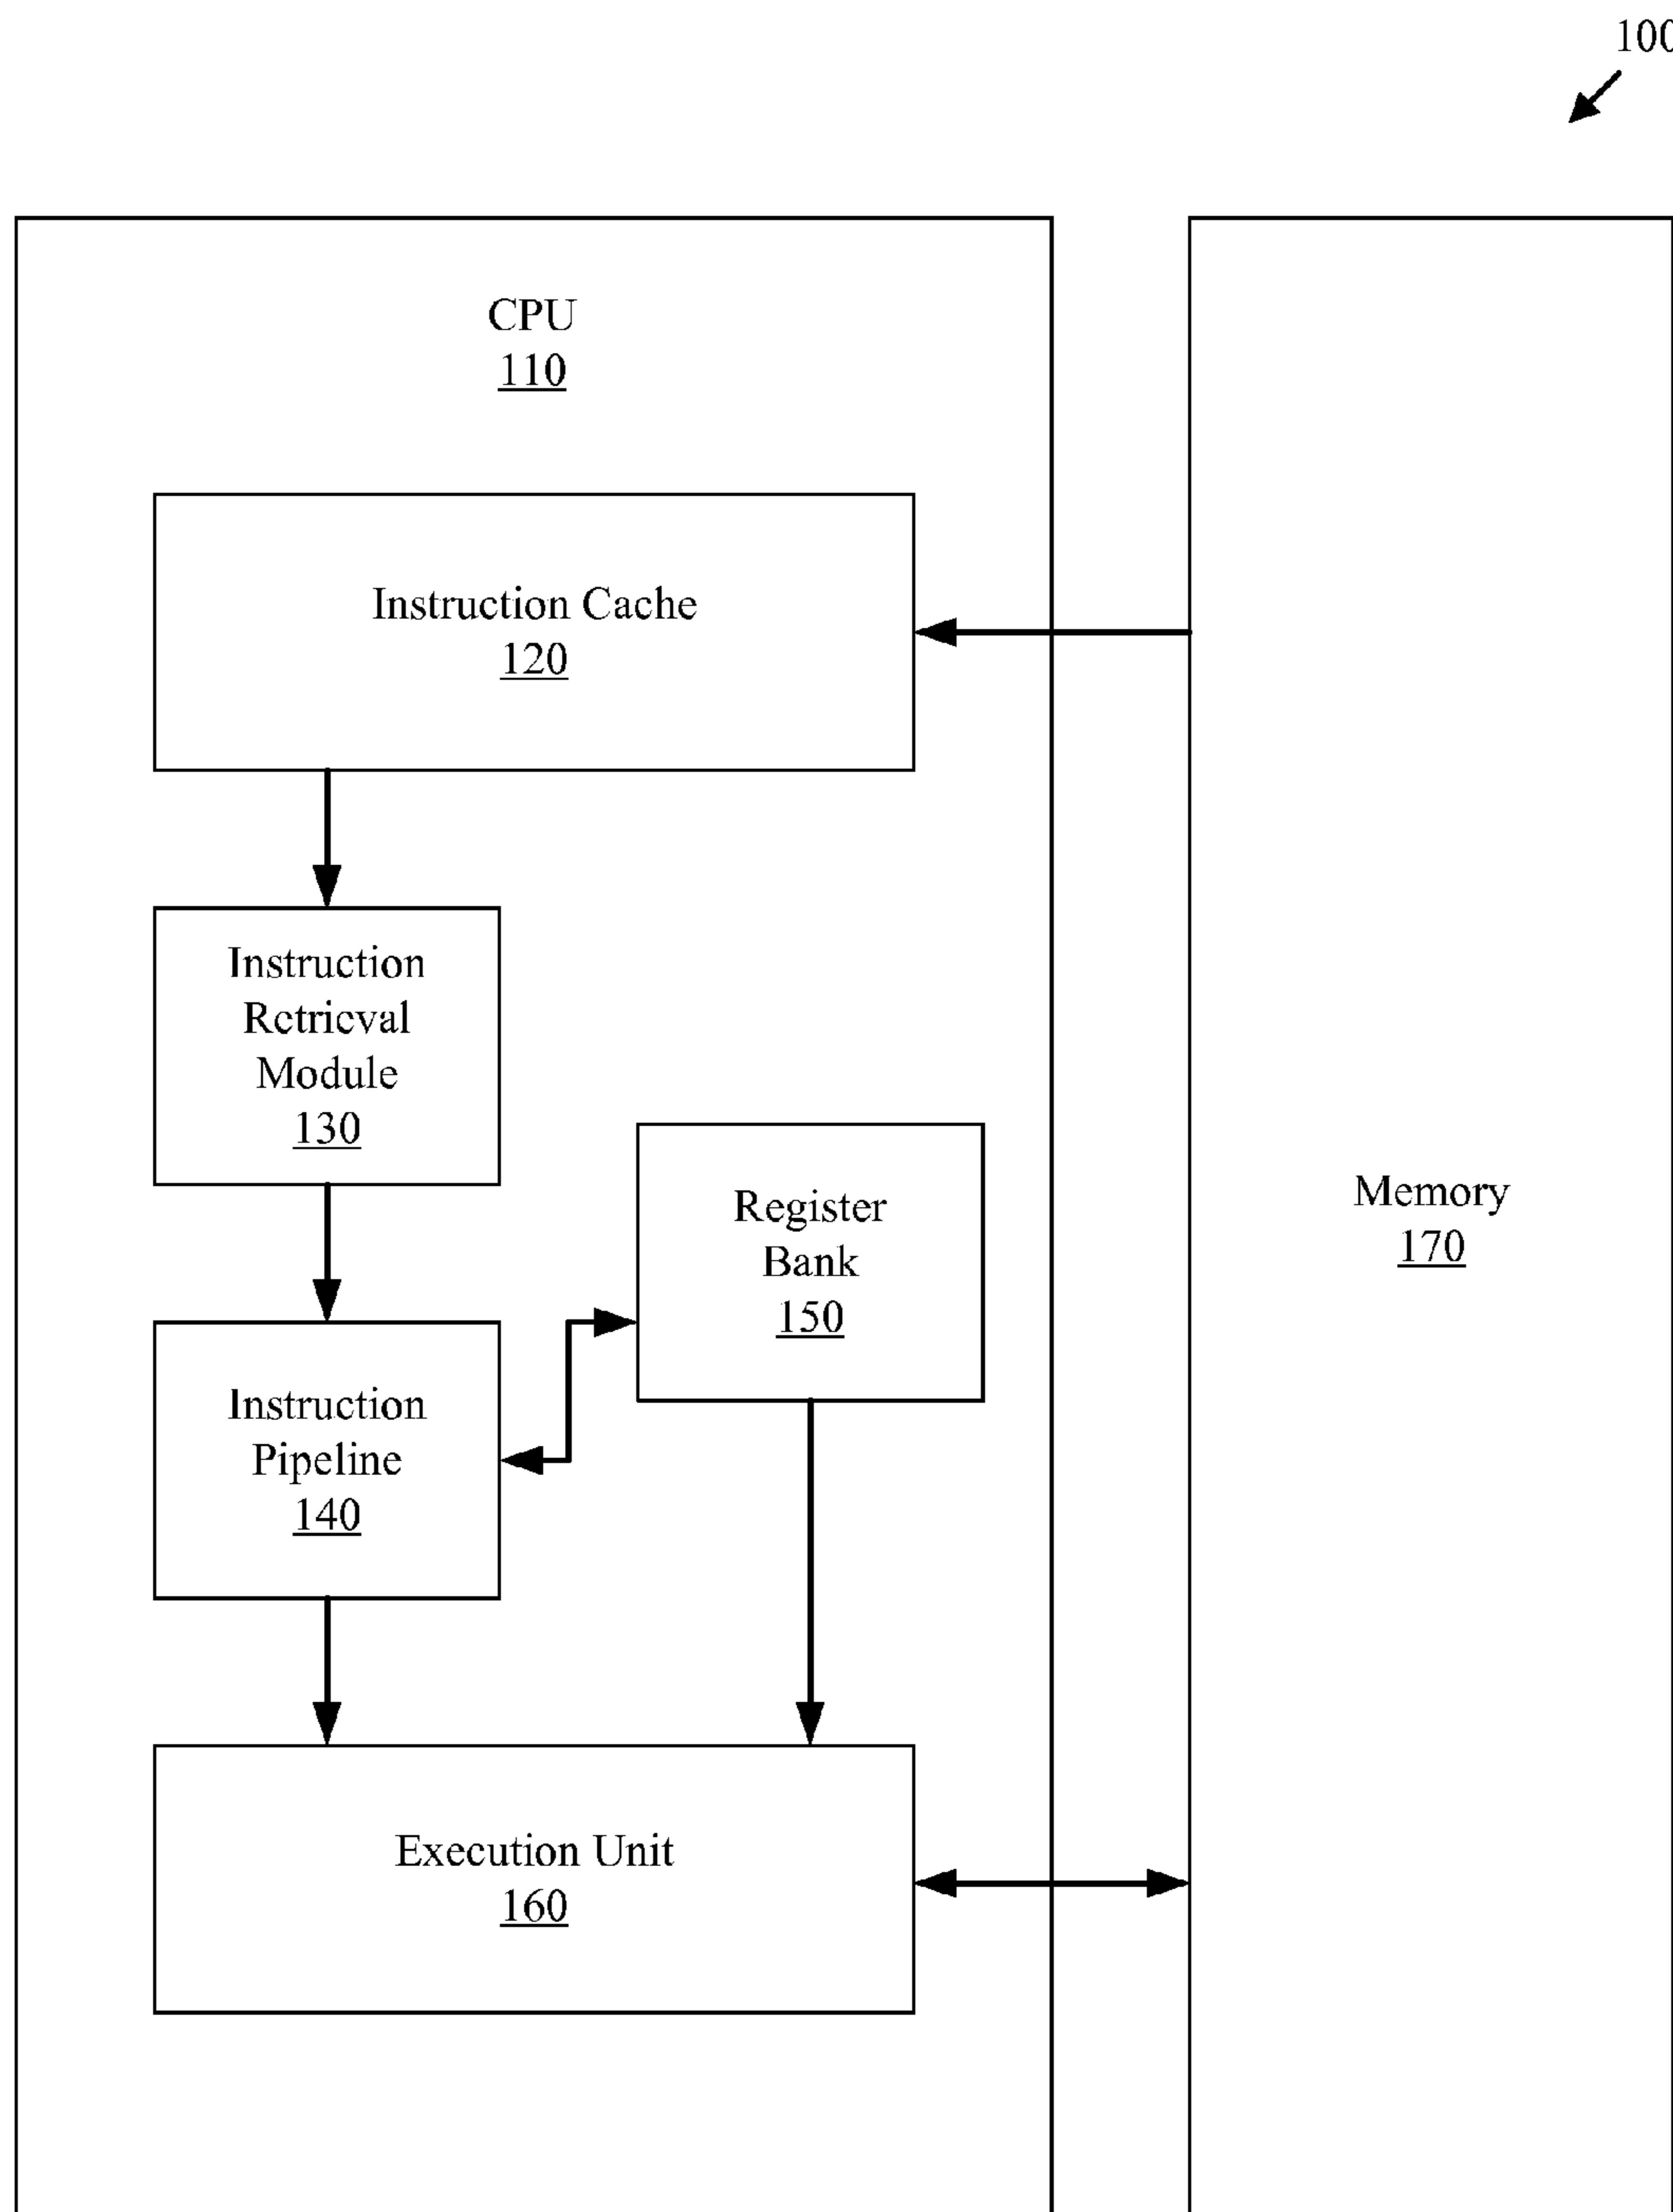 100
CPU
110
Instruction Cache
120
Instruction
Retrieval
Module
130
Register
Bank
150
Memory
170
Instruction
Pipeline
140
Execution Unit
160